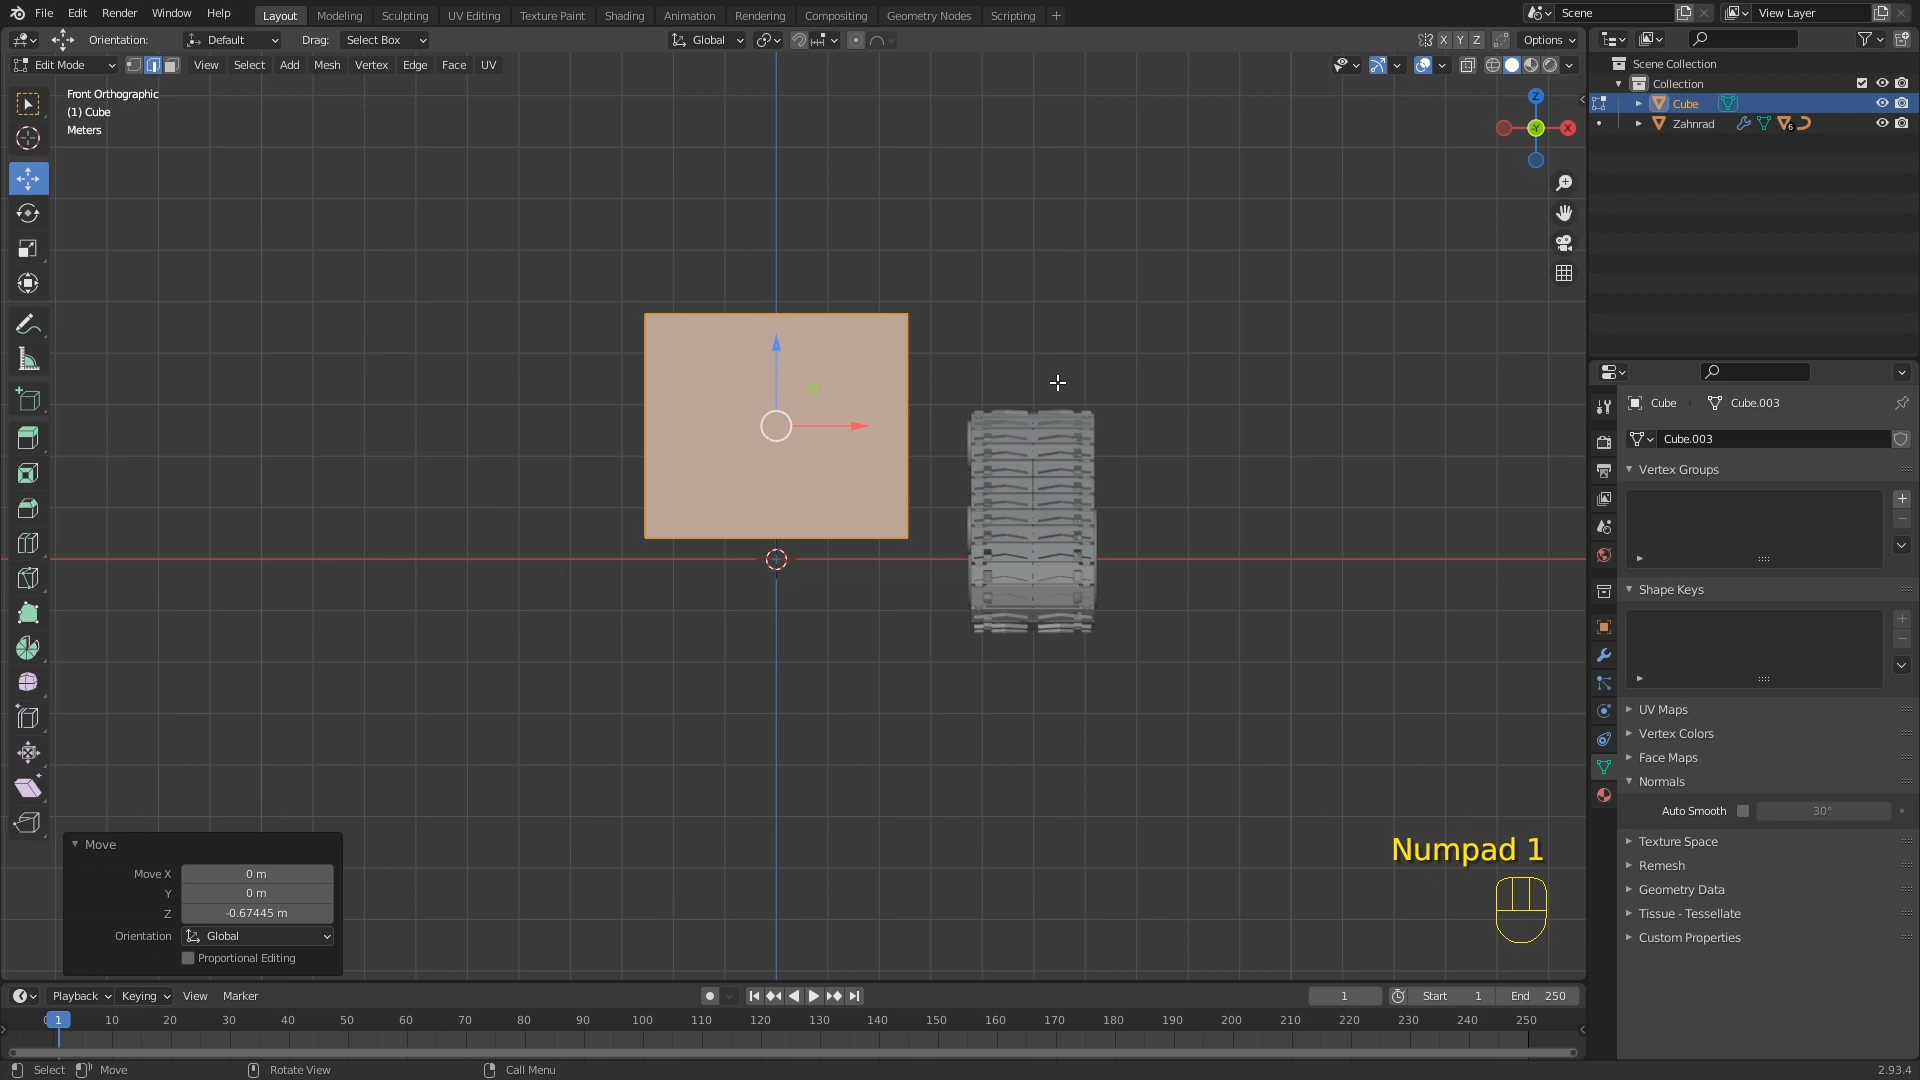 File Edit Render Window Help Layout Modeling Sculpting UV Editing Texture Paint Shading Animation Rendering Compositing Geometry Nodes Scripting + Scene View Layer
Orientation: Default Drag: Select Box Global X Y Z Options
Edit Mode View Select Add Mesh Vertex Edge Face UV
Front Orthographic
(1) Cube
Meters
Z
Y
X
Scene Collection
Collection
Cube
Zahnrad 6
Cube Cube.003
Cube.003
Vertex Groups
Shape Keys
UV Maps
Vertex Colors
Face Maps
Normals
Auto Smooth 30°
Texture Space
Remesh
Geometry Data
Tissue - Tessellate
Custom Properties
Numpad 1
Move
Move X 0 m
Y 0 m
Z -0.67445 m
Orientation Global
Proportional Editing
Playback Keying View Marker 1 Start 1 End 250
1 10 20 30 40 50 60 70 80 90 100 110 120 130 140 150 160 170 180 190 200 210 220 230 240 250
Select Move Rotate View Call Menu 2.93.4